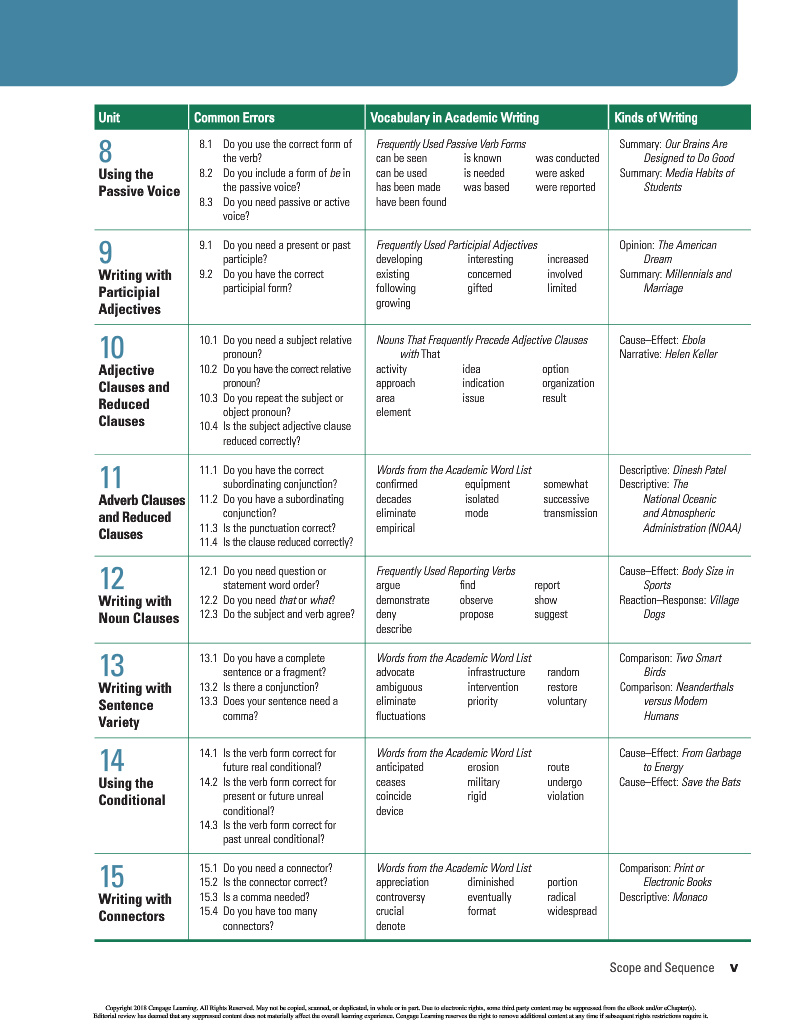 Unit Common Errors Vocabulary in Academic Writing Kinds of Writing
8
Using the
Passive Voice
8.1 Do you use the correct form of
the verb?
8.2 Do you include a form of be in
the passive voice?
8.3 Do you need passive or active
voice?
Frequently Used Passive Verb Forms
can be seen is known was conducted
can be used is needed were asked
has been made was based were reported
have been found
Summary: Our Brains Are
Designed to Do Good
Summary: Media Habits of
Students
9
Writing with
Participial
Adjectives
9.1 Do you need a present or past
participle?
9.2 Do you have the correct
participial form?
Frequently Used Participial Adjectives
developing interesting increased
existing concerned involved
following gifted limited
growing
Opinion: The American
Dream
Summary: Millennials and
Marriage
10
Adjective
Clauses and
Reduced
Clauses
10.1 Do you need a subject relative
pronoun?
10.2 Do you have the correct relative
pronoun?
10.3 Do you repeat the subject or
object pronoun?
10.4 Is the subject adjective clause
reduced correctly?
Nouns That Frequently Precede Adjective Clauses
with That
activity idea option
approach indication organization
area issue result
element
Cause–Effect: Ebola
Narrative: Helen Keller
11
Adverb Clauses
and Reduced
Clauses
11.1 Do you have the correct
subordinating conjunction?
11.2 Do you have a subordinating
conjunction?
11.3 Is the punctuation correct?
11.4 Is the clause reduced correctly?
Words from the Academic Word List
confirmed equipment somewhat
decades isolated successive
eliminate mode transmission
empirical
Descriptive: Dinesh Patel
Descriptive: The
National Oceanic
and Atmospheric
Administration (NOAA)
12
Writing with
Noun Clauses
12.1 Do you need question or
statement word order?
12.2 Do you need that or what?
12.3 Do the subject and verb agree?
Frequently Used Reporting Verbs
argue find report
demonstrate observe show
deny propose suggest
describe
Cause–Effect: Body Size in
Sports
Reaction–Response: Village
Dogs
13
Writing with
Sentence
Variety
13.1 Do you have a complete
sentence or a fragment?
13.2 Is there a conjunction?
13.3 Does your sentence need a
comma?
Words from the Academic Word List
advocate infrastructure random
ambiguous intervention restore
eliminate priority voluntary
fluctuations
Comparison: Two Smart
Birds
Comparison: Neanderthals
versus Modern
Humans
14
Using the
Conditional
14.1 Is the verb form correct for
future real conditional?
14.2 Is the verb form correct for
present or future unreal
conditional?
14.3 Is the verb form correct for
past unreal conditional?
Words from the Academic Word List
anticipated erosion route
ceases military undergo
coincide rigid violation
device
Cause–Effect: From Garbage
to Energy
Cause–Effect: Save the Bats
15
Writing with
Connectors
15.1 Do you need a connector?
15.2 Is the connector correct?
15.3 Is a comma needed?
15.4 Do you have too many
connectors?
Words from the Academic Word List
appreciation diminished portion
controversy eventually radical
crucial format widespread
denote
Comparison: Print or
Electronic Books
Descriptive: Monaco
Scope and Sequence v
Copyright 2018 Cengage Learning. All Rights Reserved. May not be copied, scanned, or duplicated, in whole or in part. Due to electronic rights, some third party content may be suppressed from the eBook and/or eChapter(s).
Editorial review has deemed that any suppressed content does not materially affect the overall learning experience. Cengage Learning reserves the right to remove additional content at any time if subsequent rights restrictions require it.